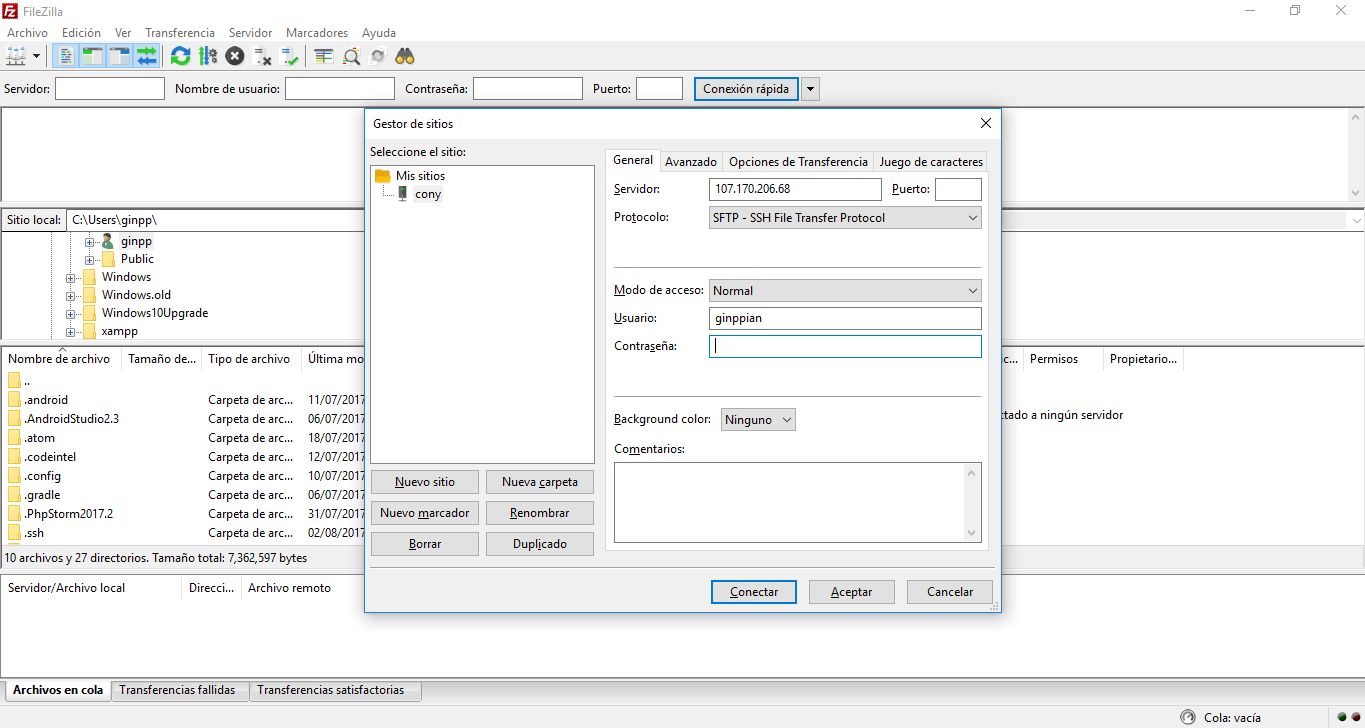 FileZilla
Archivo Edición Ver Transferencia Servidor Marcadores Ayuda
Servidor: Nombre de usuario: Contraseña: Puerto: Conexión rápida
Gestor de sitios
Seleccione el sitio:
Mis sitios
cony
Nuevo sitio Nueva carpeta
Nuevo marcador Renombrar
Borrar Duplicado
General Avanzado Opciones de Transferencia Juego de caracteres
Servidor: 107.170.206.68 Puerto:
Protocolo: SFTP - SSH File Transfer Protocol
Modo de acceso: Normal
Usuario: ginppian
Contraseña:
Background color: Ninguno
Comentarios:
Conectar Aceptar Cancelar
Sitio local: C:\Users\ginpp\
ginpp
Public
Windows
Windows.old
Windows10Upgrade
xampp
Nombre de archivo Tamaño de... Tipo de archivo Última mo
..
.android Carpeta de arc... 11/07/2017
.AndroidStudio2.3 Carpeta de arc... 06/07/2017
.atom Carpeta de arc... 18/07/2017
.codeintel Carpeta de arc... 12/07/2017
.config Carpeta de arc... 10/07/2017
.gradle Carpeta de arc... 06/07/2017
.PhpStorm2017.2 Carpeta de arc... 31/07/2017
.ssh Carpeta de arc... 02/08/2017
10 archivos y 27 directorios. Tamaño total: 7,362,597 bytes
c... Permisos Propietario...
ctado a ningún servidor
Servidor/Archivo local Direcci... Archivo remoto
Archivos en cola Transferencias fallidas Transferencias satisfactorias
Cola: vacía